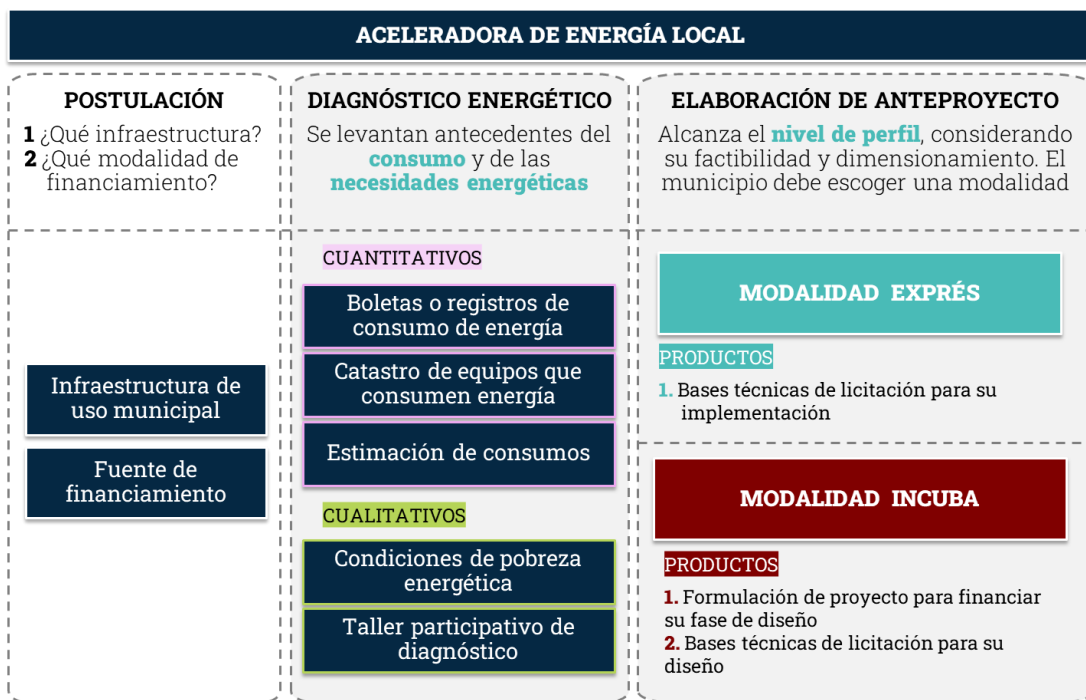 ACELERADORA DE ENERGÍA LOCAL
POSTULACIÓN
1 ¿Qué infraestructura?
2 ¿Qué modalidad de
financiamiento?
Infraestructura de
uso municipal
Fuente de
financiamiento
DIAGNÓSTICO ENERGÉTICO
Se levantan antecedentes del
consumo y de las
necesidades energéticas
CUANTITATIVOS
Boletas o registros de
consumo de energía
Catastro de equipos que
consumen energía
Estimación de consumos
CUALITATIVOS
Condiciones de pobreza
energética
Taller participativo de
diagnóstico
ELABORACIÓN DE ANTEPROYECTO
Alcanza el nivel de perfil, considerando
su factibilidad y dimensionamiento. El
municipio debe escoger una modalidad
MODALIDAD EXPRÉS
PRODUCTOS
1. Bases técnicas de licitación para su
implementación
MODALIDAD INCUBA
PRODUCTOS
1. Formulación de proyecto para financiar
su fase de diseño
2. Bases técnicas de licitación para su
diseño